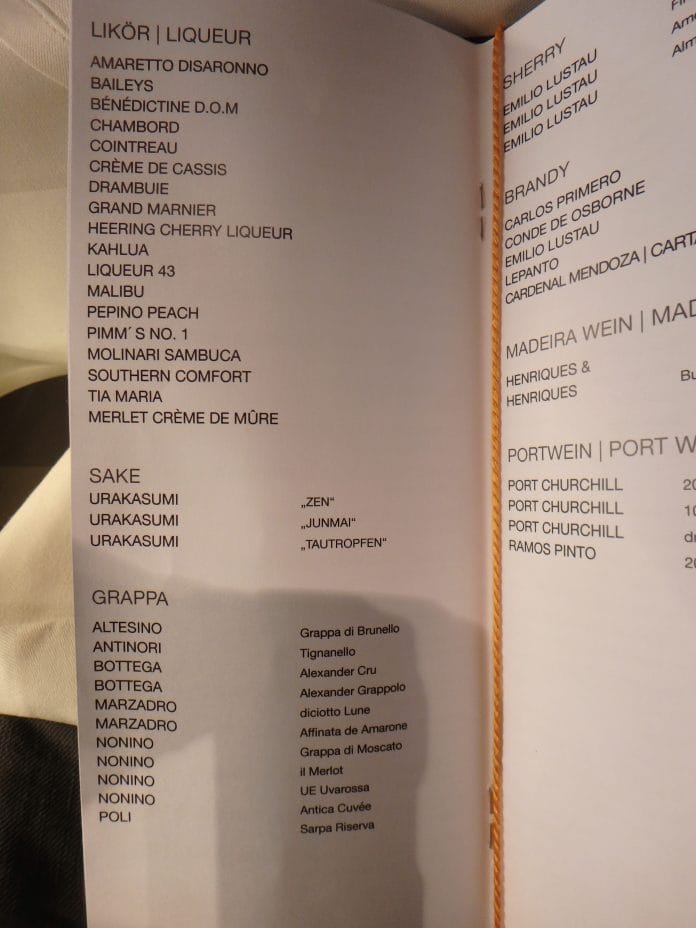 LIKÖR | LIQUEUR
AMARETTO DISARONNO
BAILEYS
BÉNÉDICTINE D.O.M
CHAMBORD
COINTREAU
CRÈME DE CASSIS
DRAMBUIE
GRAND MARNIER
HEERING CHERRY LIQUEUR
KAHLUA
LIQUEUR 43
MALIBU
PEPINO PEACH
PIMM´S NO. 1
MOLINARI SAMBUCA
SOUTHERN COMFORT
TIA MARIA
MERLET CRÈME DE MÛRE
SAKE
URAKASUMI „ZEN“
URAKASUMI „JUNMAI“
URAKASUMI „TAUTROPFEN“
GRAPPA
ALTESINO Grappa di Brunello
ANTINORI Tignanello
BOTTEGA Alexander Cru
BOTTEGA Alexander Grappolo
MARZADRO diciotto Lune
MARZADRO Affinata de Amarone
NONINO Grappa di Moscato
NONINO il Merlot
NONINO UE Uvarossa
NONINO Antica Cuvée
POLI Sarpa Riserva
SHERRY
EMILIO LUSTAU
EMILIO LUSTAU
EMILIO LUSTAU
BRANDY
CARLOS PRIMERO
CONDE DE OSBORNE
EMILIO LUSTAU
LEPANTO
CARDENAL MENDOZA | CARTA
MADEIRA WEIN | MAD
HENRIQUES &
HENRIQUES
PORTWEIN | PORT W
PORT CHURCHILL 20
PORT CHURCHILL 10
PORT CHURCHILL
RAMOS PINTO 20